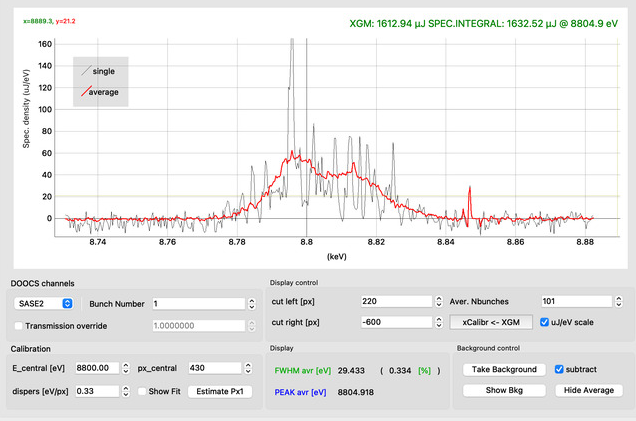 x=8889.3, y=21.2
XGM: 1612.94 µJ SPEC.INTEGRAL: 1632.52 µJ @ 8804.9 eV
Spec. density (uJ/eV)
160
140
120
100
80
60
40
20
0
single
average
8.74 8.76 8.78 8.8 8.82 8.84 8.86 8.88
(keV)
DOOCS channels
SASE2 Bunch Number 1
Transmission override 1.0000000
Display control
cut left [px] 220 Aver. Nbunches 101
cut right [px] -600 xCalibr <- XGM uJ/eV scale
Calibration
E_central [eV] 8800.00 px_central 430
dispers [eV/px] 0.33 Show Fit Estimate Px1
Display
FWHM avr [eV] 29.433 ( 0.334 [%] )
PEAK avr [eV] 8804.918
Background control
Take Background subtract
Show Bkg Hide Average